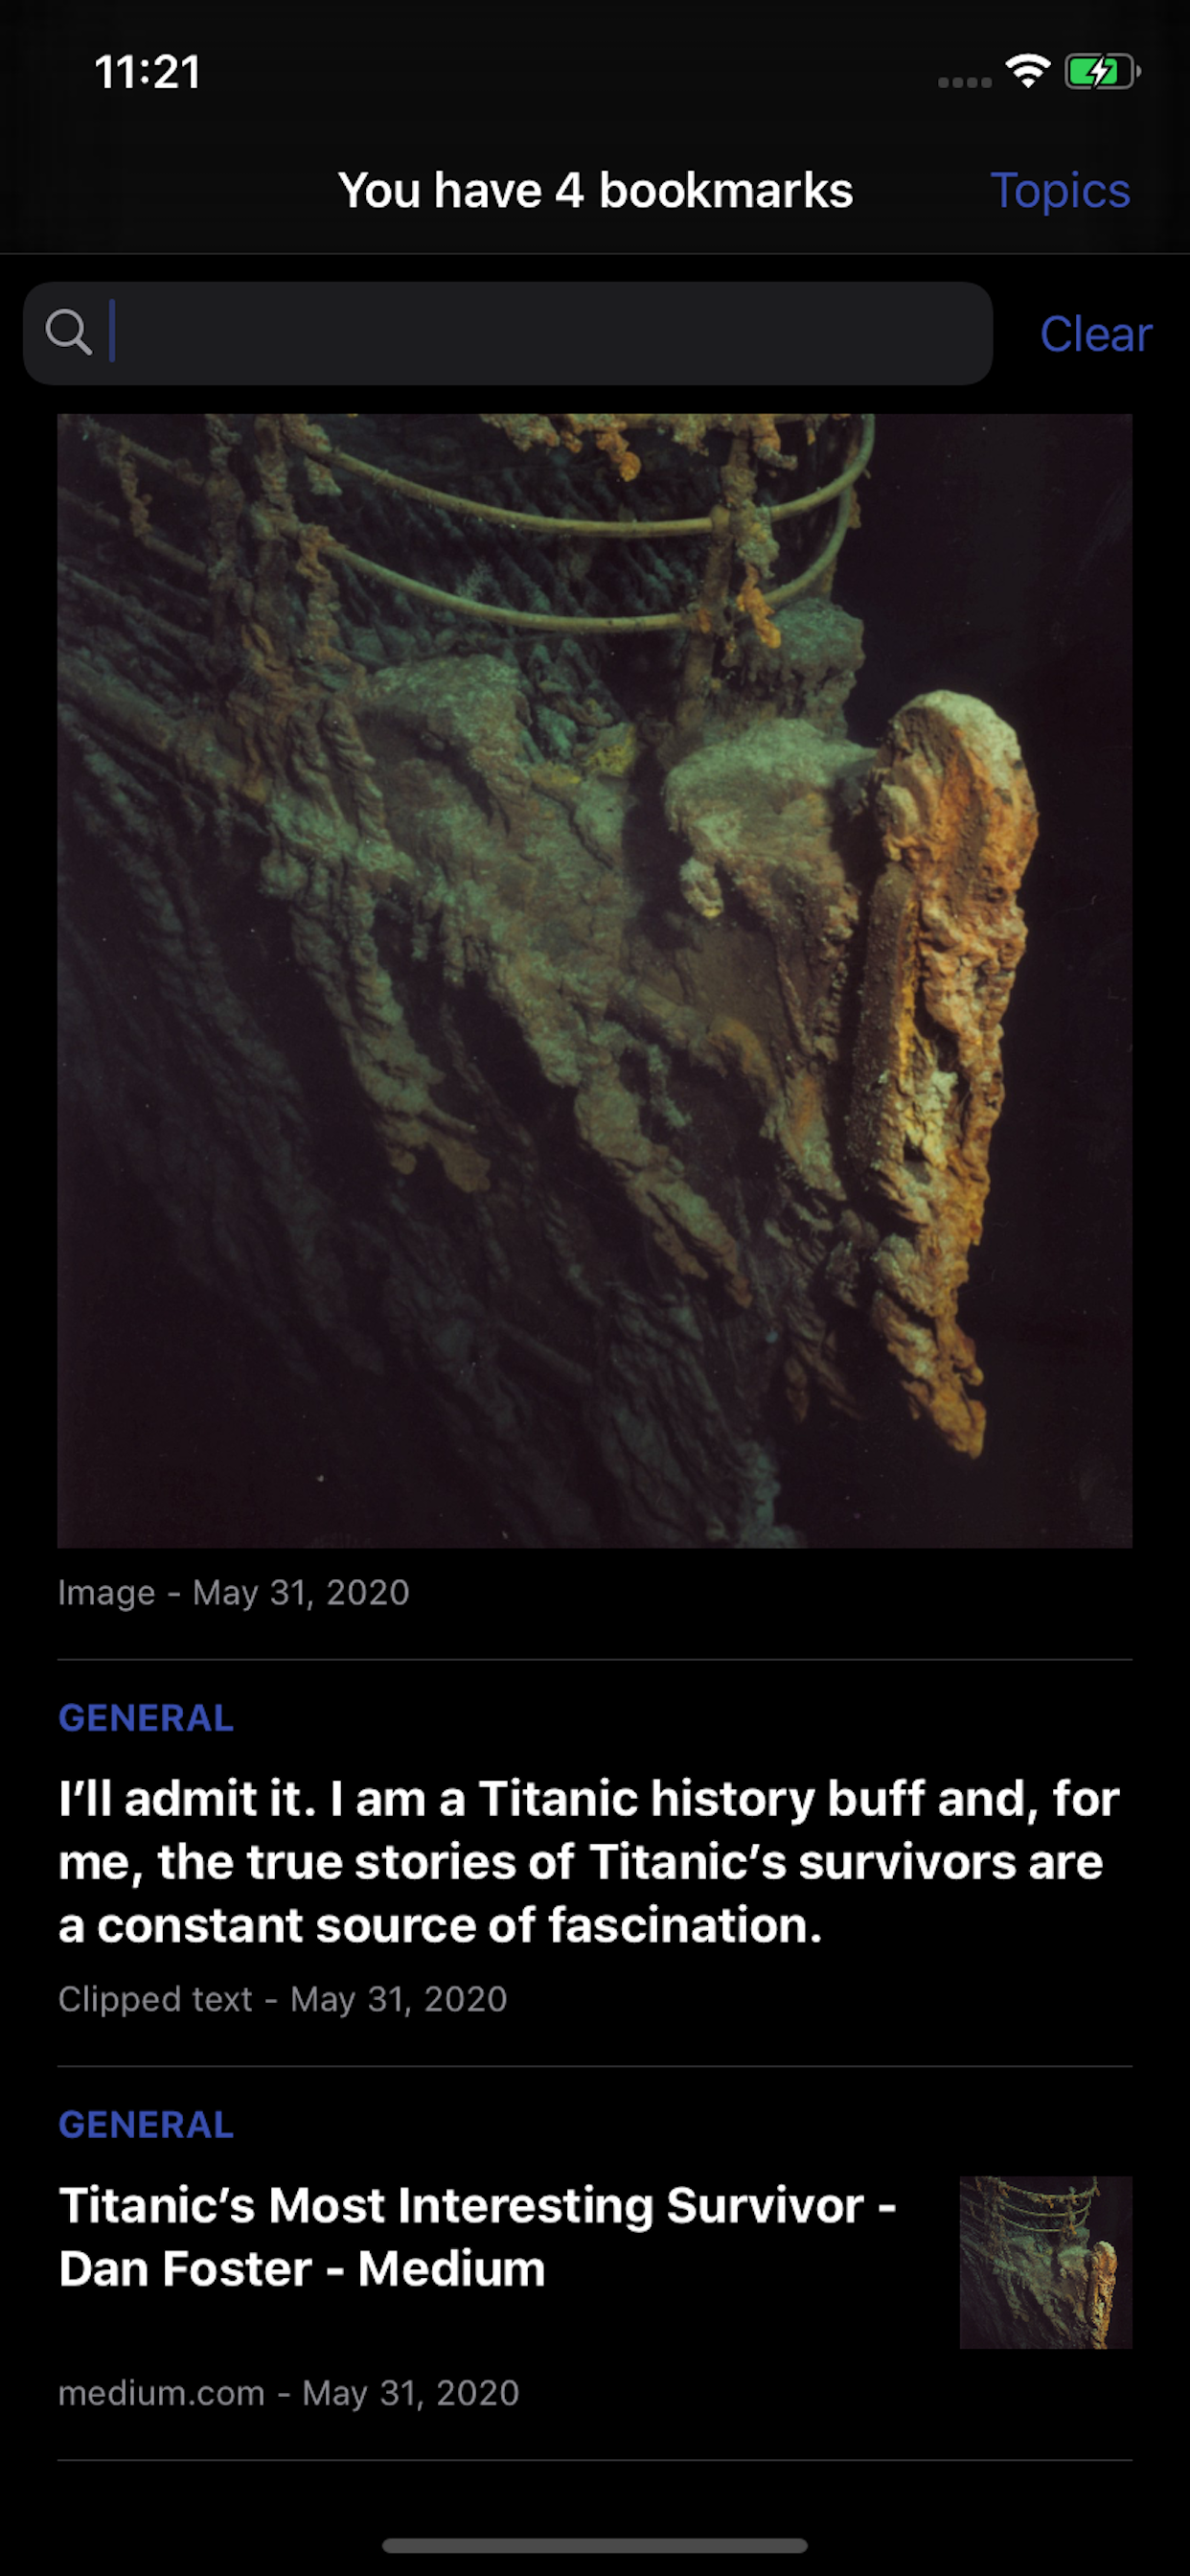 11:21
You have 4 bookmarks
Topics
Clear
Image - May 31, 2020
GENERAL
I’ll admit it. I am a Titanic history buff and, for
me, the true stories of Titanic’s survivors are
a constant source of fascination.
Clipped text - May 31, 2020
GENERAL
Titanic’s Most Interesting Survivor -
Dan Foster - Medium
medium.com - May 31, 2020